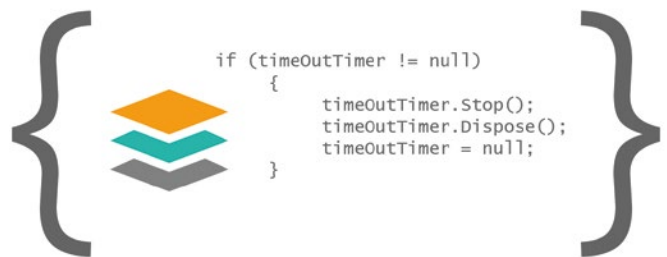 if (timeOutTimer != null)
{
timeOutTimer.Stop();
timeOutTimer.Dispose();
timeOutTimer = null;
}